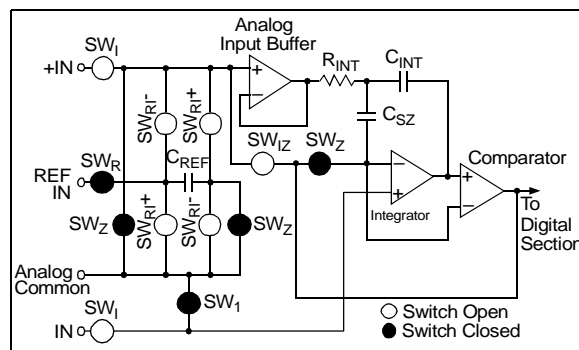 Analog
Input Buffer
SW_I
+IN
R_INT
C_INT
SW_RI-
SW_RI+
C_SZ
SW_IZ
SW_Z
SW_R
C_REF
REF
IN
Comparator
SW_Z
SW_RI+
SW_RI-
SW_Z
Integrator
To
Digital
Section
Analog
Common
SW_1
SW_I
IN
Switch Open
Switch Closed
+
−
−
+
+
−